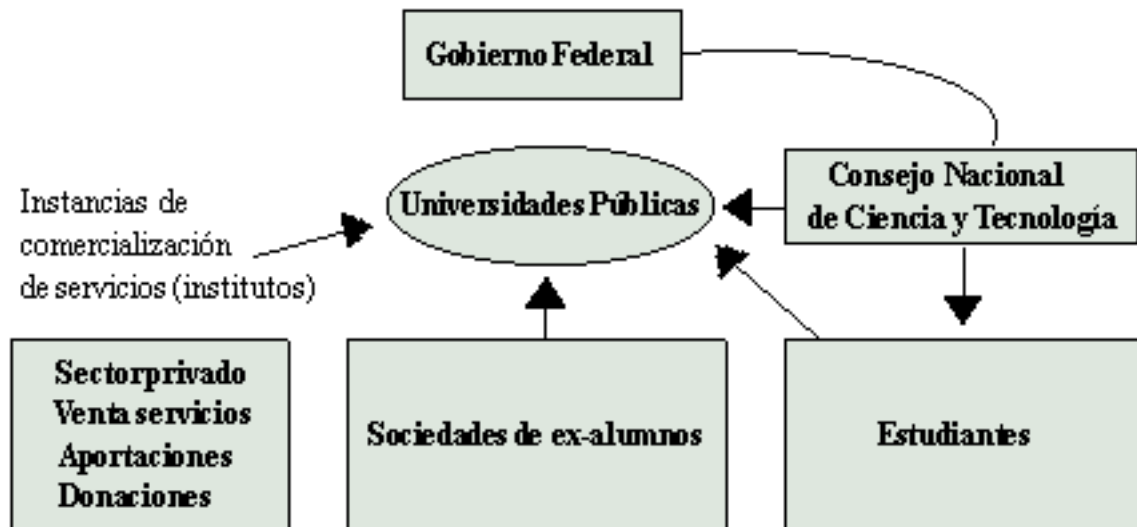 Gobierno Federal
Consejo Nacional
de Ciencia y Tecnología
Universidades Públicas
Instancias de
comercialización
de servicios (institutos)
Sectorprivado
Venta servicios
Aportaciones
Donaciones
Sociedades de ex-alumnos
Estudiantes